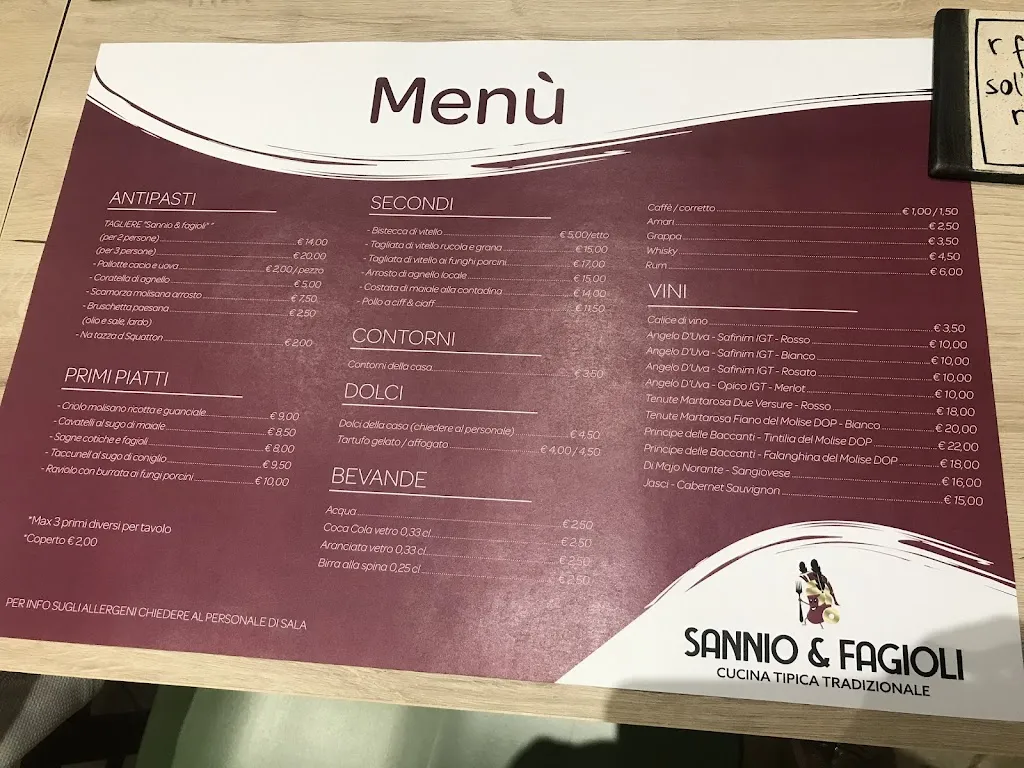 Menù
ANTIPASTI
TAGLIERE "Sannio & fagioli" *
(per 2 persone) € 14,00
(per 3 persone) € 20,00
- Pallotte cacio e uova € 2,00 / pezzo
- Coratella di agnello € 5,00
- Scamorza molisana arrosto € 7,50
- Bruschetta paesana € 2,50
(olio e sale, lardo)
- Na tazza d Squatton € 2,00
PRIMI PIATTI
- Criolo molisano ricotta e guanciale € 9,00
- Cavatelli al sugo di maiale € 8,50
- Sagne cotiche e fagioli € 8,00
- Taccunell al sugo di coniglio € 9,50
- Raviolo con burrata ai fungi porcini € 10,00
*Max 3 primi diversi per tavolo
*Coperto € 2,00
PER INFO SUGLI ALLERGENI CHIEDERE AL PERSONALE DI SALA
SECONDI
- Bistecca di vitello € 5,00/etto
- Tagliata di vitello rucola e grana € 15,00
- Tagliata di vitello ai funghi porcini € 17,00
- Arrosto di agnello locale € 15,00
- Costata di maiale alla contadina € 14,00
- Pollo a ciff & ciaff € 11,50
CONTORNI
Contorni della casa € 3,50
DOLCI
Dolci della casa (chiedere al personale) € 4,50
Tartufo gelato / affogato € 4,00 / 4,50
BEVANDE
Acqua € 2,50
Coca Cola vetro 0,33 cl € 2,50
Aranciata vetro 0,33 cl € 2,50
Birra alla spina 0,25 cl € 2,50
Caffè / corretto € 1,00 / 1,50
Amari € 2,50
Grappa € 3,50
Whisky € 4,50
Rum € 6,00
VINI
Calice di vino € 3,50
Angelo D'Uva - Safinim IGT - Rosso € 10,00
Angelo D'Uva - Safinim IGT - Bianco € 10,00
Angelo D'Uva - Safinim IGT - Rosato € 10,00
Angelo D'Uva - Opico IGT - Merlot € 10,00
Tenute Martarosa Due Versure - Rosso € 18,00
Tenute Martarosa Fiano del Molise DOP - Bianco € 20,00
Principe delle Baccanti - Tintilia del Molise DOP € 22,00
Principe delle Baccanti - Falanghina del Molise DOP € 18,00
Di Majo Norante - Sangiovese € 16,00
Jasci - Cabernet Sauvignon € 15,00
SANNIO & FAGIOLI
CUCINA TIPICA TRADIZIONALE